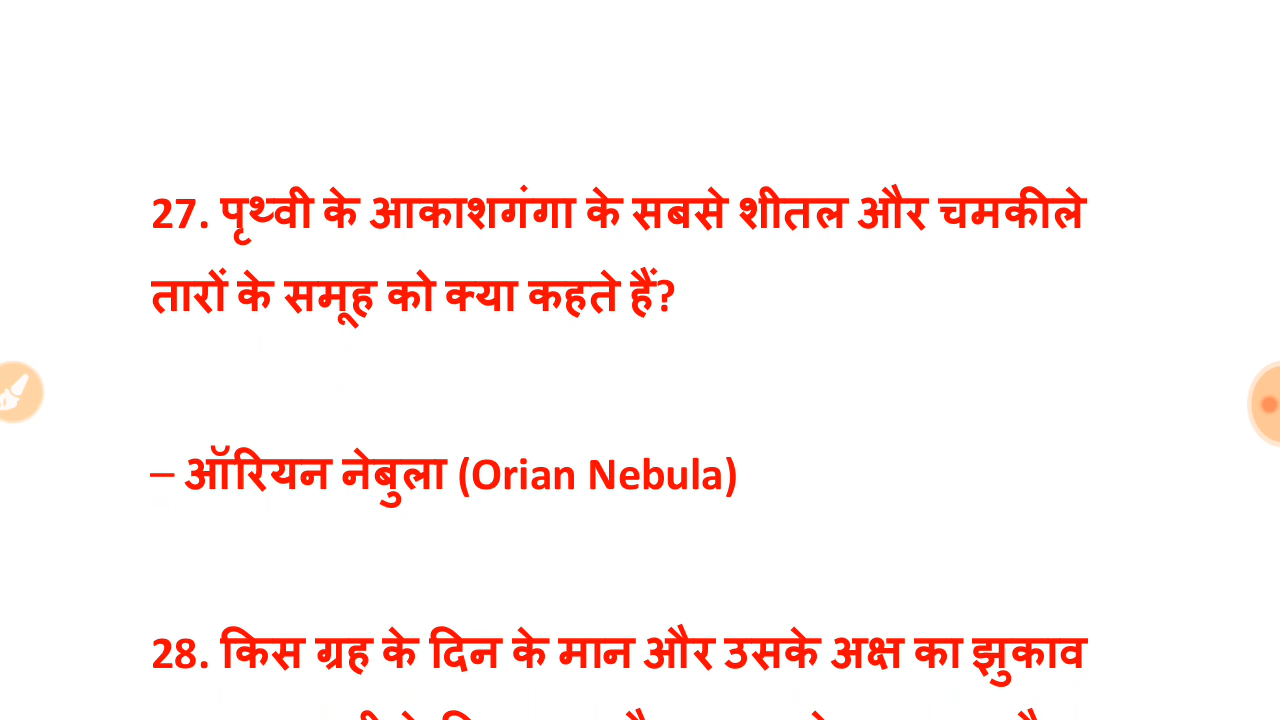 27. पृथ्वी के आकाशगंगा के सबसे शीतल और चमकीले
तारों के समूह को क्या कहते हैं?
– ऑरियन नेबुला (Orian Nebula)
28. किस ग्रह के दिन के मान और उसके अक्ष का झुकाव